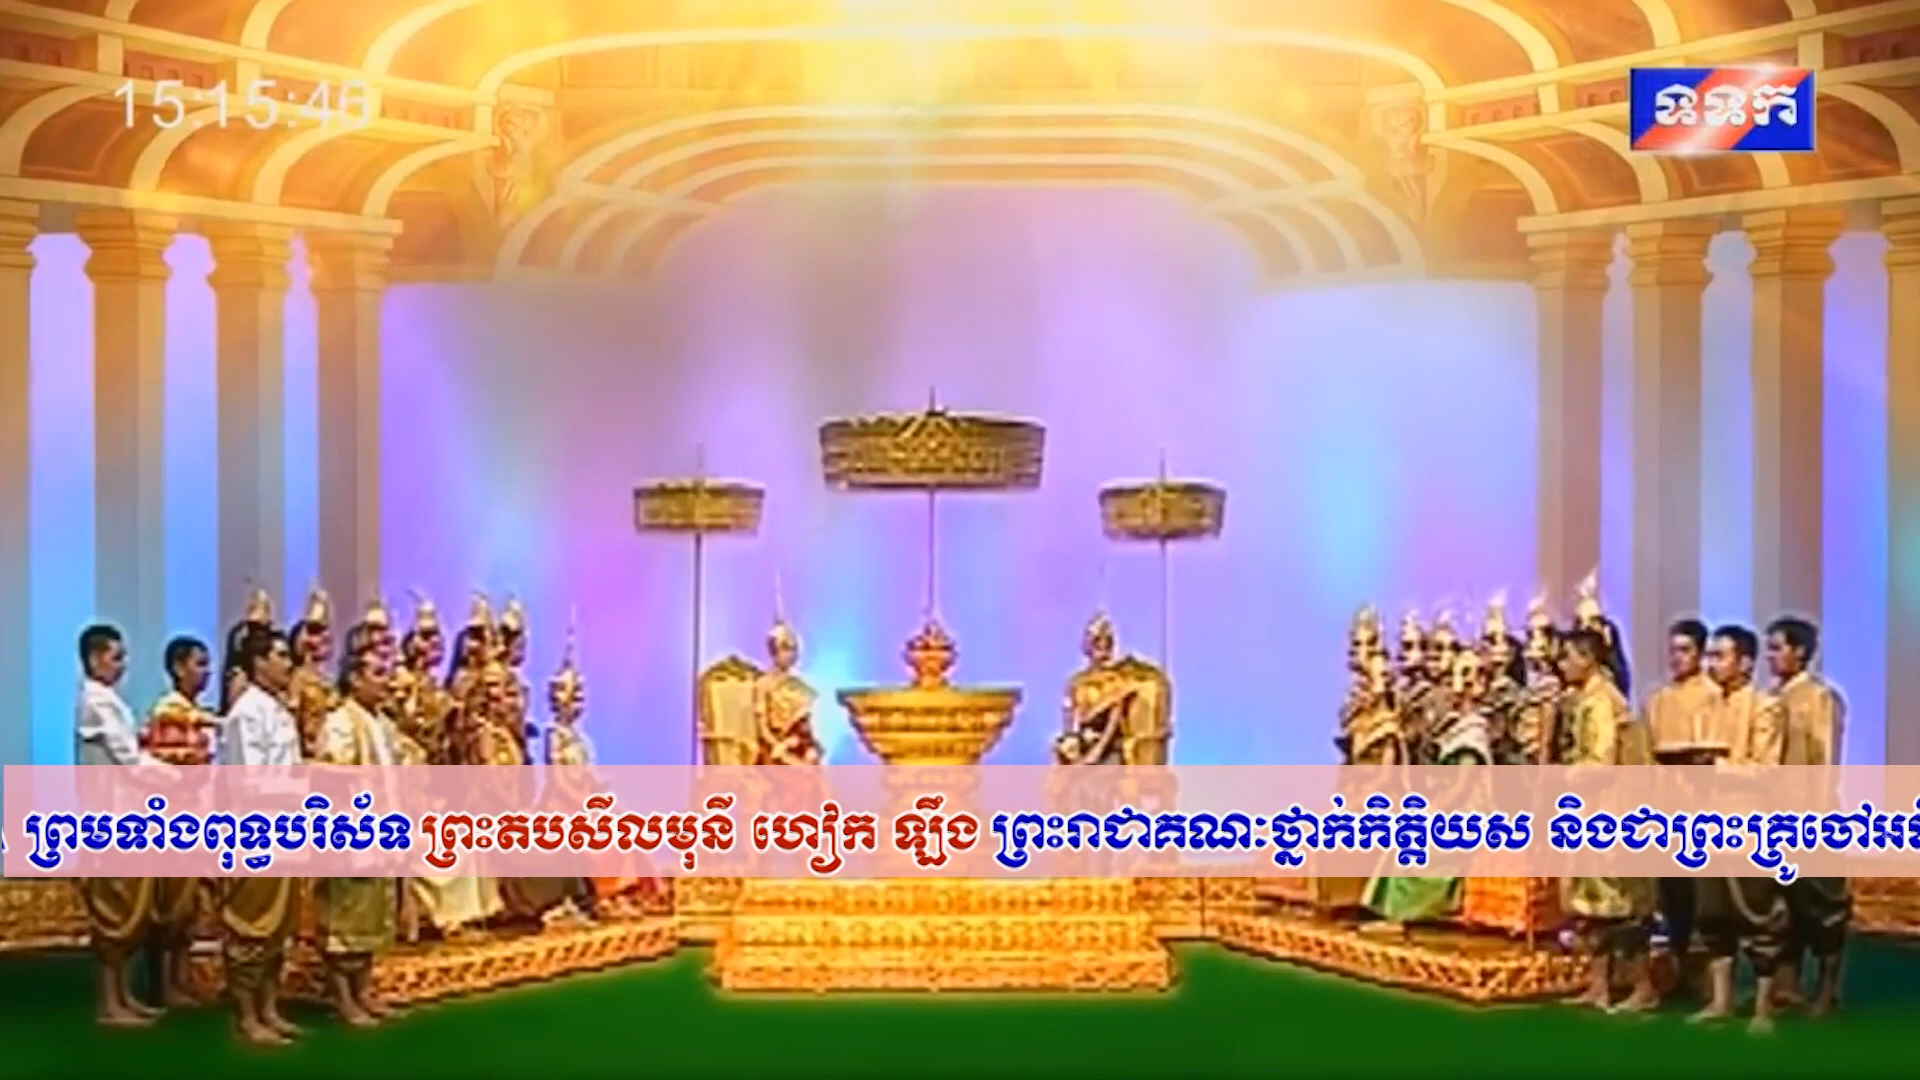 15:15:46
ទទក
ព្រមទាំងពុទ្ធបរិស័ទ ព្រះតបសីលមុនី ហៀក ឡឹង ព្រះរាជាគណៈថ្នាក់កិត្តិយស និងជាព្រះគ្រូចៅអធិ